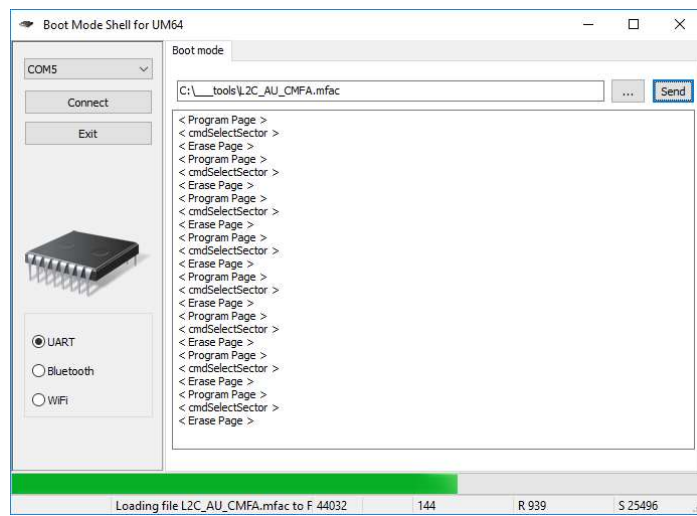 Boot Mode Shell for UM64
Boot mode
COM5
Connect
Exit
C:\___tools\L2C_AU_CMFA.mfac
...
Send
< Program Page >
< cmdSelectSector >
< Erase Page >
< Program Page >
< cmdSelectSector >
< Erase Page >
< Program Page >
< cmdSelectSector >
< Erase Page >
< Program Page >
< cmdSelectSector >
< Erase Page >
< Program Page >
< cmdSelectSector >
< Erase Page >
< Program Page >
< cmdSelectSector >
< Erase Page >
< Program Page >
< cmdSelectSector >
< Erase Page >
< Program Page >
< cmdSelectSector >
< Erase Page >
UART
Bluetooth
WiFi
Loading file L2C_AU_CMFA.mfac to F 44032 144 R 939 S 25496